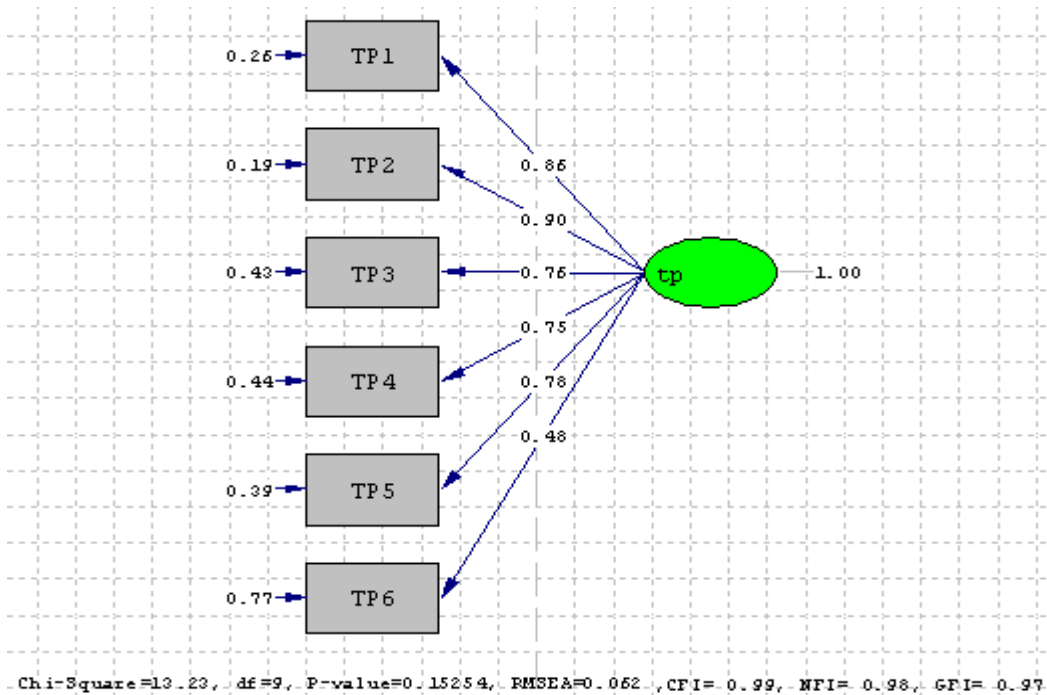 0.26 TP1
0.86
0.19 TP2
0.90
0.43 TP3 0.76 tp 1.00
0.75
0.44 TP4 0.78
0.48
0.39 TP5
0.77 TP6
Chi-Square=13.23, df=9, P-value=0.15254, RMSEA=0.062 ,CFI= 0.99, NFI= 0.98, GFI= 0.97